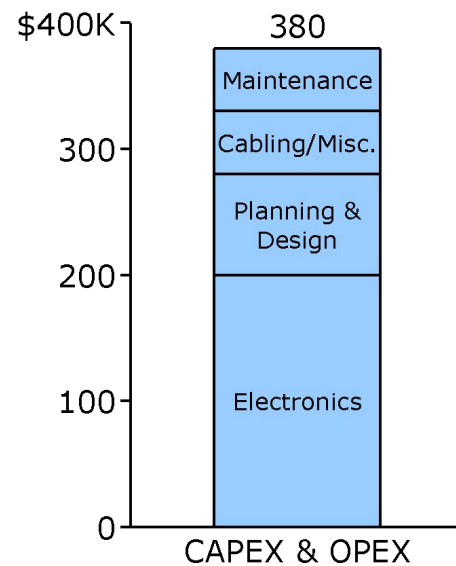 $400K
380
Maintenance
300
Cabling/Misc.
Planning &
Design
200
100
Electronics
0
CAPEX & OPEX